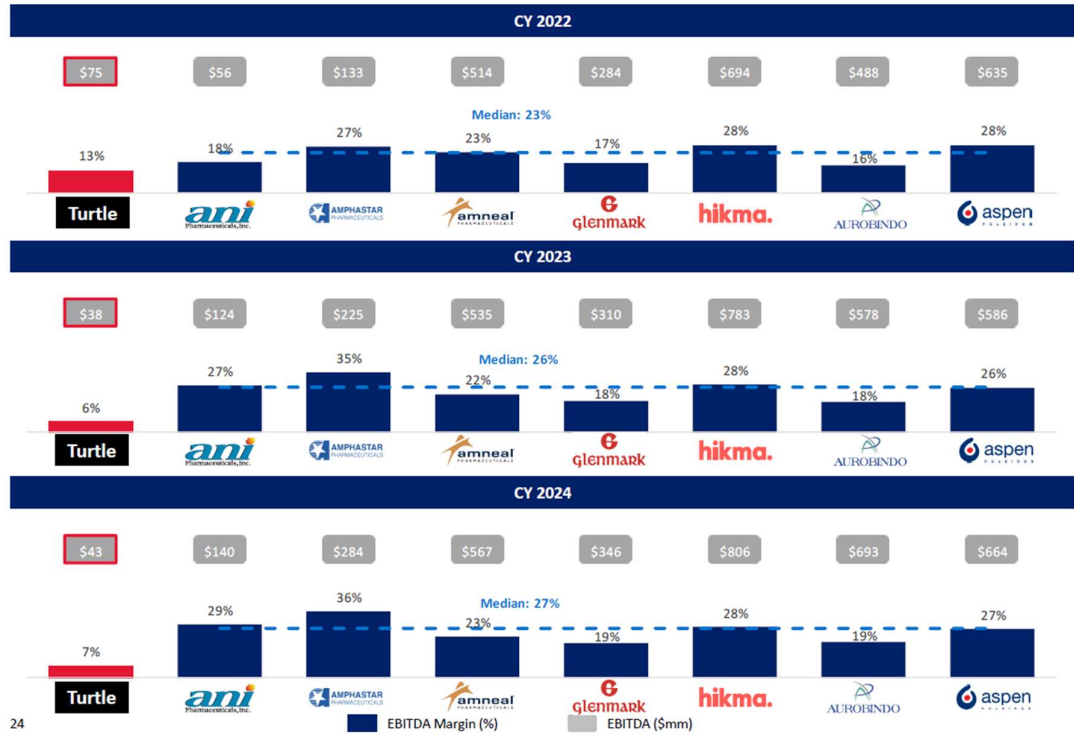 CY 2022
$75 $56 $133 $514 $284 $694 $488 $635
Median: 23%
13% 18% 27% 23% 17% 28% 16% 28%
Turtle ani Pharmaceuticals, Inc. AMPHASTAR PHARMACEUTICALS amneal PHARMACEUTICALS G glenmark hikma. AUROBINDO aspen
CY 2023
$38 $124 $225 $535 $310 $783 $578 $586
Median: 26%
6% 27% 35% 22% 18% 28% 18% 26%
Turtle ani Pharmaceuticals, Inc. AMPHASTAR PHARMACEUTICALS amneal PHARMACEUTICALS G glenmark hikma. AUROBINDO aspen
CY 2024
$43 $140 $284 $567 $346 $806 $693 $664
Median: 27%
7% 29% 36% 23% 19% 28% 19% 27%
Turtle ani Pharmaceuticals, Inc. AMPHASTAR PHARMACEUTICALS amneal PHARMACEUTICALS G glenmark hikma. AUROBINDO aspen
24 EBITDA Margin (%) EBITDA ($mm)